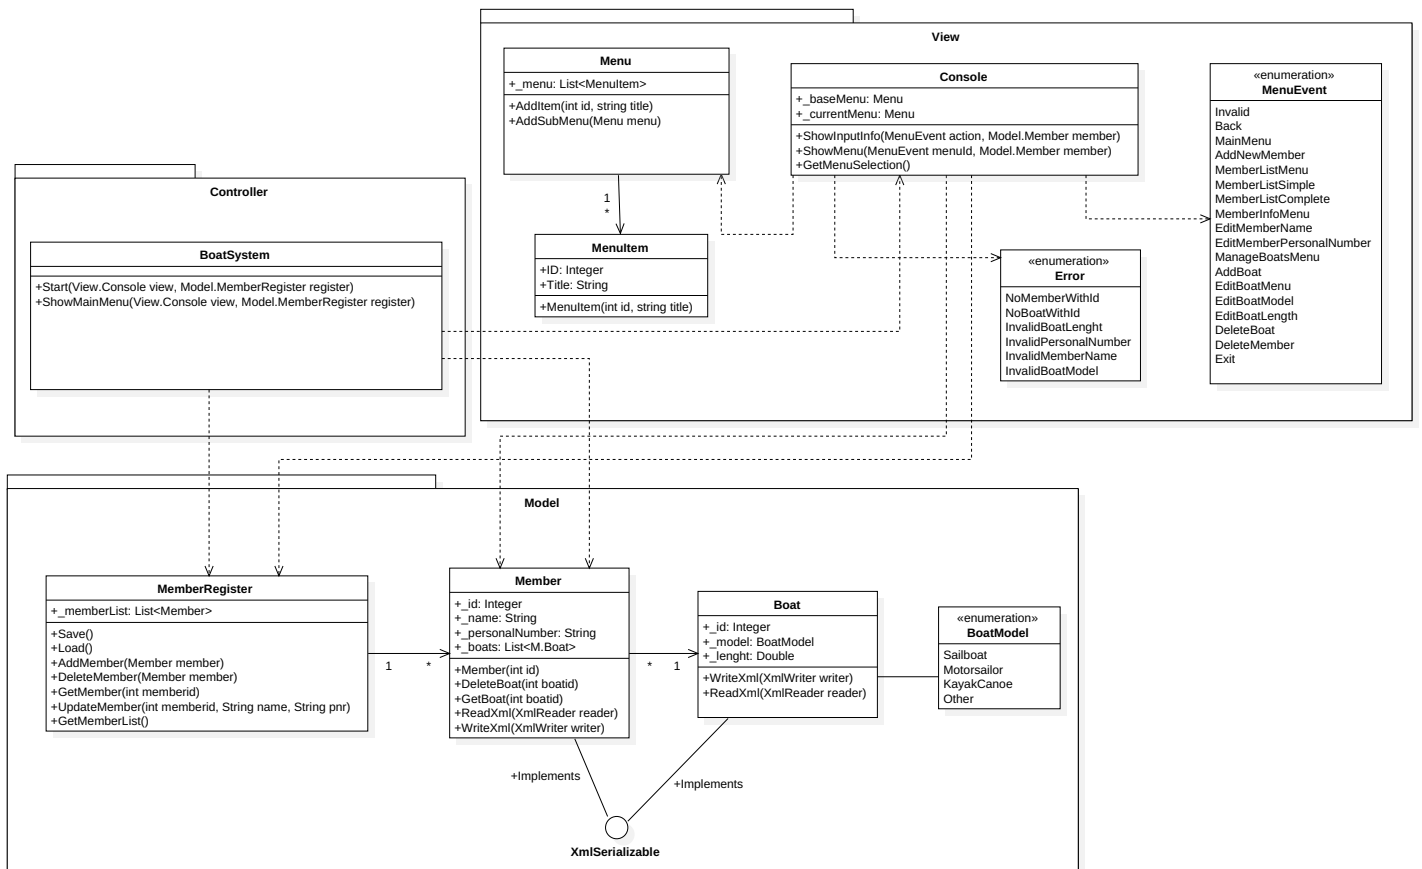 View
Menu
+_menu: List<MenuItem>
+AddItem(int id, string title)
+AddSubMenu(Menu menu)
1
*
MenuItem
+ID: Integer
+Title: String
+MenuItem(int id, string title)
Console
+_baseMenu: Menu
+_currentMenu: Menu
+ShowInputInfo(MenuEvent action, Model.Member member)
+ShowMenu(MenuEvent menuId, Model.Member member)
+GetMenuSelection()
«enumeration»
Error
NoMemberWithId
NoBoatWithId
InvalidBoatLenght
InvalidPersonalNumber
InvalidMemberName
InvalidBoatModel
«enumeration»
MenuEvent
Invalid
Back
MainMenu
AddNewMember
MemberListMenu
MemberListSimple
MemberListComplete
MemberInfoMenu
EditMemberName
EditMemberPersonalNumber
ManageBoatsMenu
AddBoat
EditBoatMenu
EditBoatModel
EditBoatLength
DeleteBoat
DeleteMember
Exit
Controller
BoatSystem
+Start(View.Console view, Model.MemberRegister register)
+ShowMainMenu(View.Console view, Model.MemberRegister register)
Model
MemberRegister
+_memberList: List<Member>
+Save()
+Load()
+AddMember(Member member)
+DeleteMember(Member member)
+GetMember(int memberid)
+UpdateMember(int memberid, String name, String pnr)
+GetMemberList()
1 *
Member
+_id: Integer
+_name: String
+_personalNumber: String
+_boats: List<M.Boat>
+Member(int id)
+DeleteBoat(int boatid)
+GetBoat(int boatid)
+ReadXml(XmlReader reader)
+WriteXml(XmlWriter writer)
* 1
Boat
+_id: Integer
+_model: BoatModel
+_lenght: Double
+WriteXml(XmlWriter writer)
+ReadXml(XmlReader reader)
«enumeration»
BoatModel
Sailboat
Motorsailor
KayakCanoe
Other
+Implements
+Implements
XmlSerializable